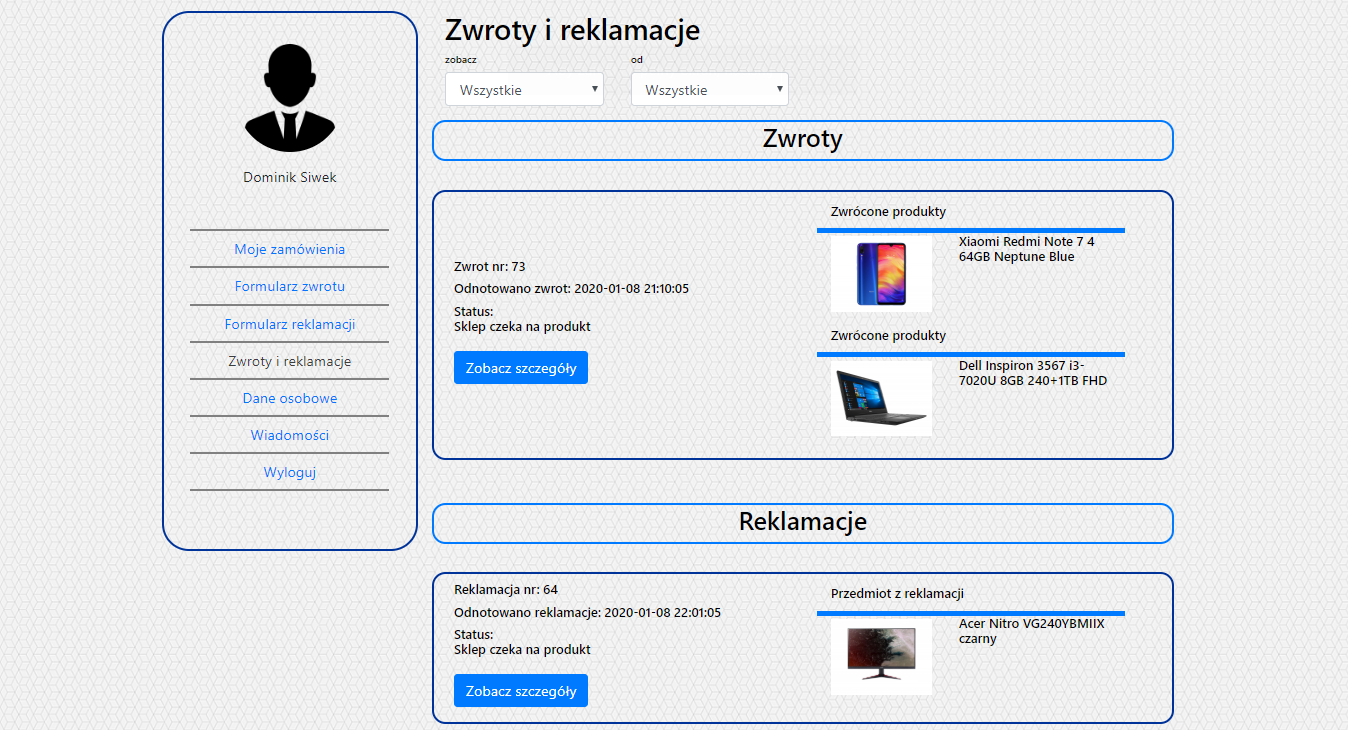 Dominik Siwek
Moje zamówienia
Formularz zwrotu
Formularz reklamacji
Zwroty i reklamacje
Dane osobowe
Wiadomości
Wyloguj
Zwroty i reklamacje
zobacz
od
Wszystkie
Wszystkie
Zwroty
Zwrot nr: 73
Odnotowano zwrot: 2020-01-08 21:10:05
Status:
Sklep czeka na produkt
Zobacz szczegóły
Zwrócone produkty
Xiaomi Redmi Note 7 4
64GB Neptune Blue
Zwrócone produkty
Dell Inspiron 3567 i3-
7020U 8GB 240+1TB FHD
Reklamacje
Reklamacja nr: 64
Odnotowano reklamacje: 2020-01-08 22:01:05
Status:
Sklep czeka na produkt
Zobacz szczegóły
Przedmiot z reklamacji
Acer Nitro VG240YBMIIX
czarny